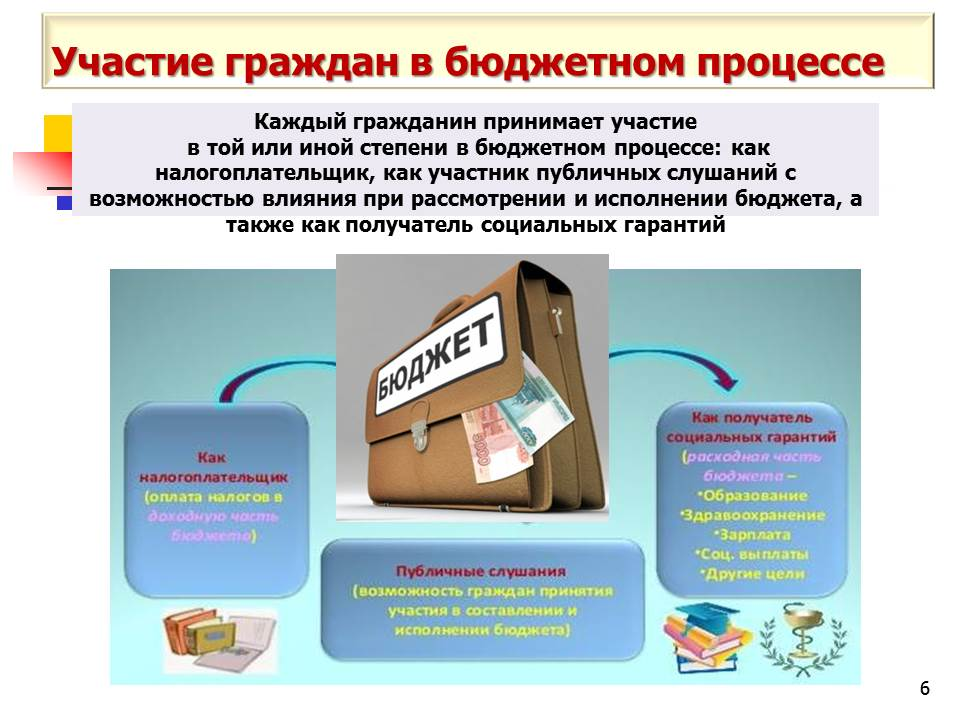 Участие граждан в бюджетном процессе
Каждый гражданин принимает участие
в той или иной степени в бюджетном процессе: как
налогоплательщик, как участник публичных слушаний с
возможностью влияния при рассмотрении и исполнении бюджета, а
также как получатель социальных гарантий
БЮДЖЕТ
5000
Как
налогоплательщик
(оплата налогов в
доходную часть
бюджета)
Публичные слушания
(возможность граждан принятия
участия в составлении и
исполнении бюджета)
Как получатель
социальных гарантий
(расходная часть
бюджета –
•Образование
•Здравоохранение
•Зарплата
•Соц. выплаты
•Другие цели
6